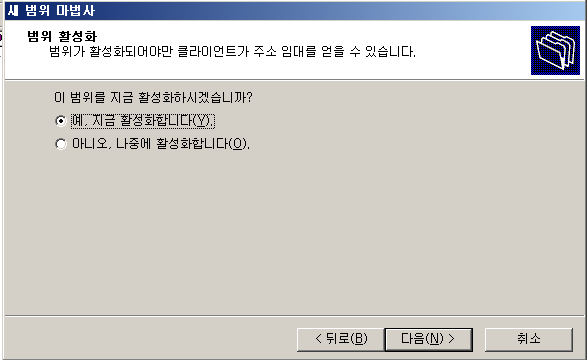 새 범위 마법사
범위 활성화
범위가 활성화되어야만 클라이언트가 주소 임대를 얻을 수 있습니다.
이 범위를 지금 활성화하시겠습니까?
예, 지금 활성화합니다(Y).
아니오, 나중에 활성화합니다(O).
< 뒤로(B) 다음(N) > 취소